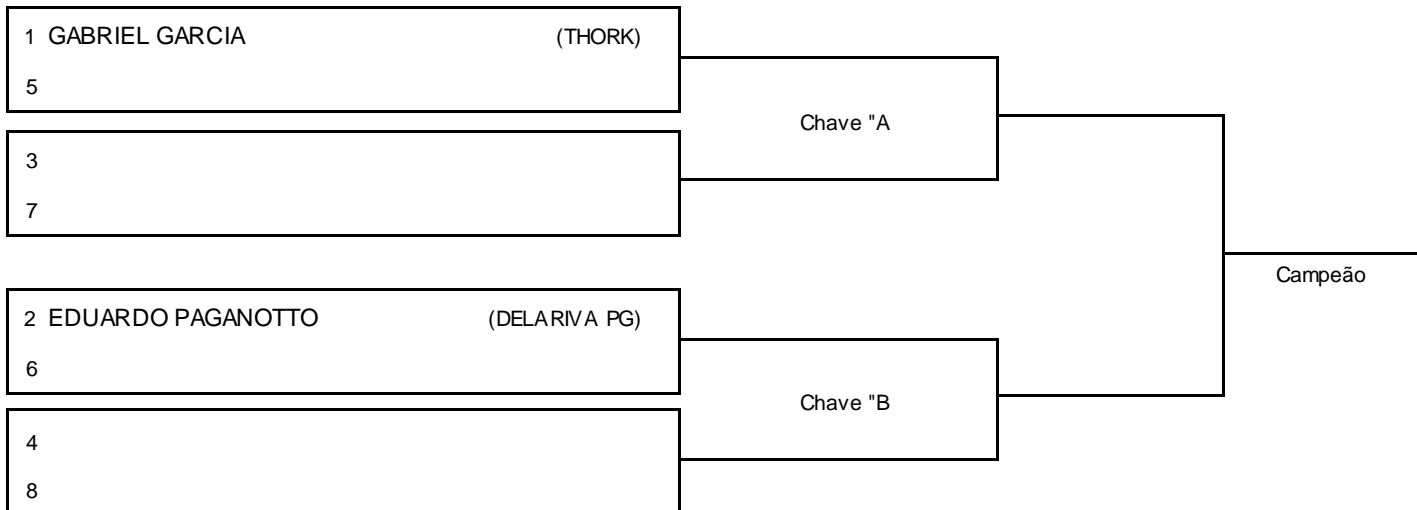 1 GABRIEL GARCIA (THORK)
5
Chave "A
3
7
Campeão
2 EDUARDO PAGANOTTO (DELARIVA PG)
6
Chave "B
4
8